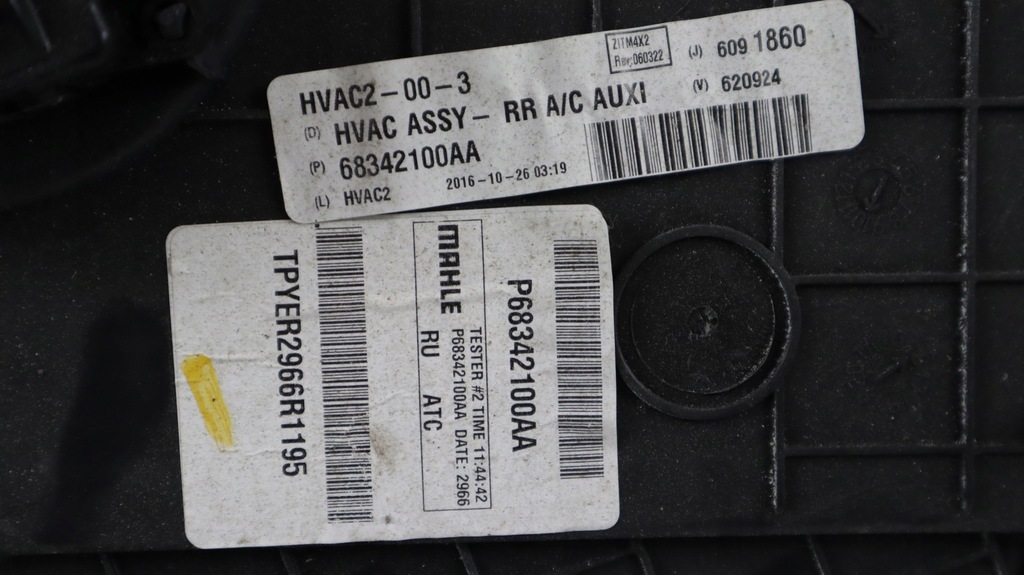 HVAC2-00-3
ZITM4X2
Rev:060322
(J) 609 1860
(D) HVAC ASSY- RR A/C AUXI
(V) 620924
(P) 68342100AA
(L) HVAC2 2016-10-26 03:19
P68342100AA
MAHLE TESTER #2 TIME 11:44:42
P68342100AA DATE: 2966
RU ATC
TPYER2966R1195